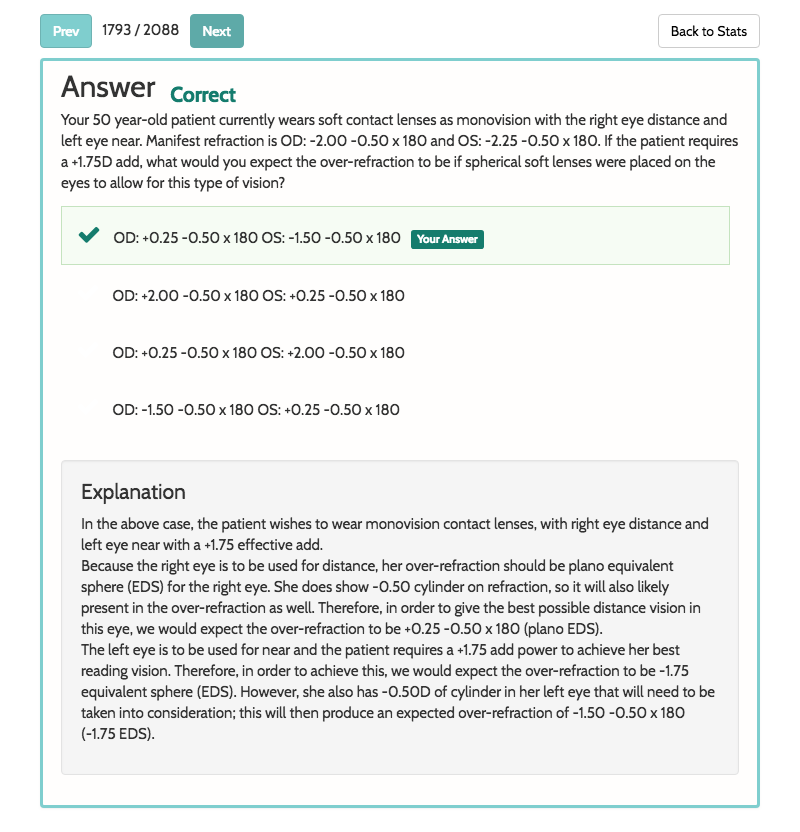 Prev 1793 / 2088 Next Back to Stats
Answer Correct
Your 50 year-old patient currently wears soft contact lenses as monovision with the right eye distance and
left eye near. Manifest refraction is OD: -2.00 -0.50 x 180 and OS: -2.25 -0.50 x 180. If the patient requires
a +1.75D add, what would you expect the over-refraction to be if spherical soft lenses were placed on the
eyes to allow for this type of vision?
OD: +0.25 -0.50 x 180 OS: -1.50 -0.50 x 180 Your Answer
OD: +2.00 -0.50 x 180 OS: +0.25 -0.50 x 180
OD: +0.25 -0.50 x 180 OS: +2.00 -0.50 x 180
OD: -1.50 -0.50 x 180 OS: +0.25 -0.50 x 180
Explanation
In the above case, the patient wishes to wear monovision contact lenses, with right eye distance and
left eye near with a +1.75 effective add.
Because the right eye is to be used for distance, her over-refraction should be plano equivalent
sphere (EDS) for the right eye. She does show -0.50 cylinder on refraction, so it will also likely
present in the over-refraction as well. Therefore, in order to give the best possible distance vision in
this eye, we would expect the over-refraction to be +0.25 -0.50 x 180 (plano EDS).
The left eye is to be used for near and the patient requires a +1.75 add power to achieve her best
reading vision. Therefore, in order to achieve this, we would expect the over-refraction to be -1.75
equivalent sphere (EDS). However, she also has -0.50D of cylinder in her left eye that will need to be
taken into consideration; this will then produce an expected over-refraction of -1.50 -0.50 x 180
(-1.75 EDS).